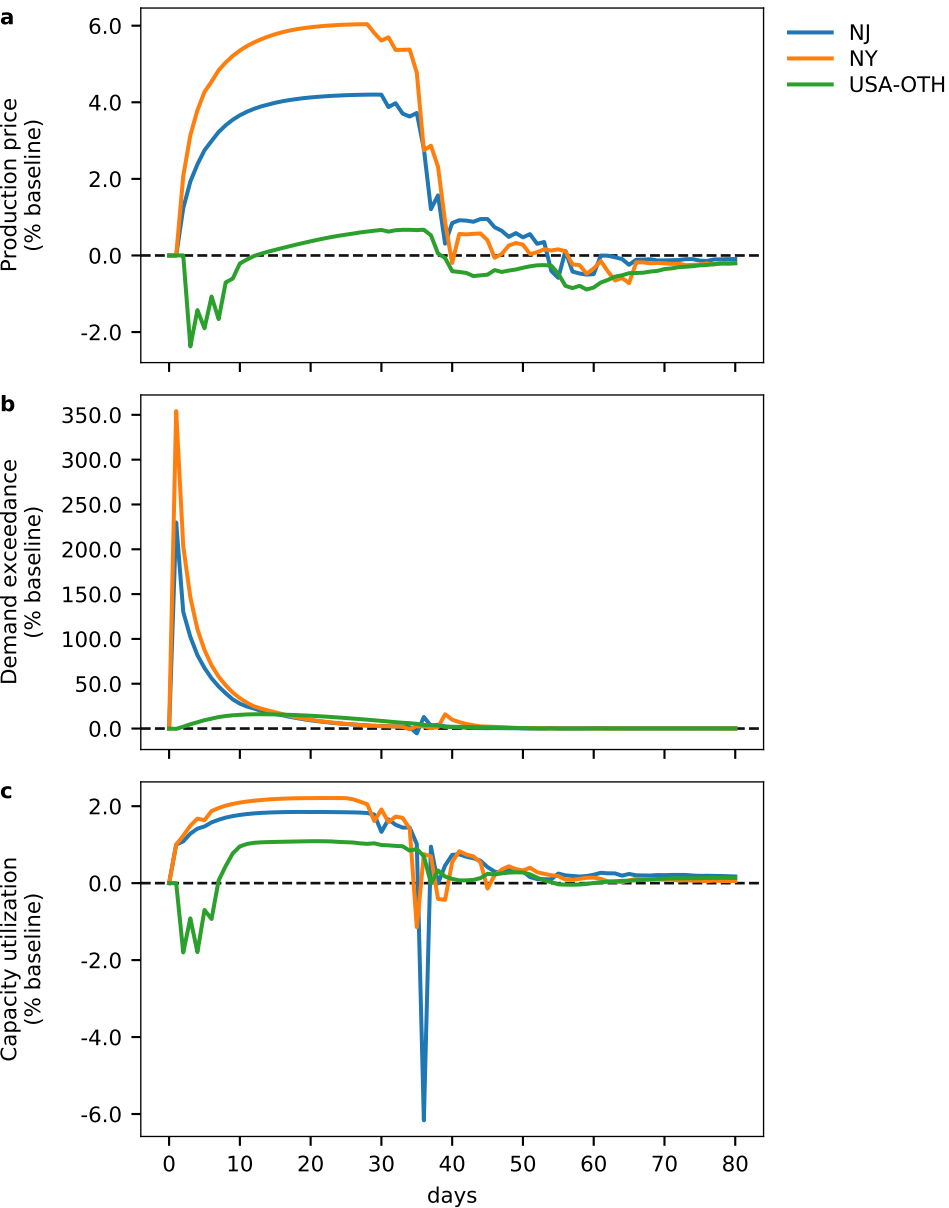 a
Production price
(% baseline)
6.0
4.0
2.0
0.0
-2.0
NJ
NY
USA-OTH
b
Demand exceedance
(% baseline)
350.0
300.0
250.0
200.0
150.0
100.0
50.0
0.0
c
Capacity utilization
(% baseline)
2.0
0.0
-2.0
-4.0
-6.0
0 10 20 30 40 50 60 70 80
days